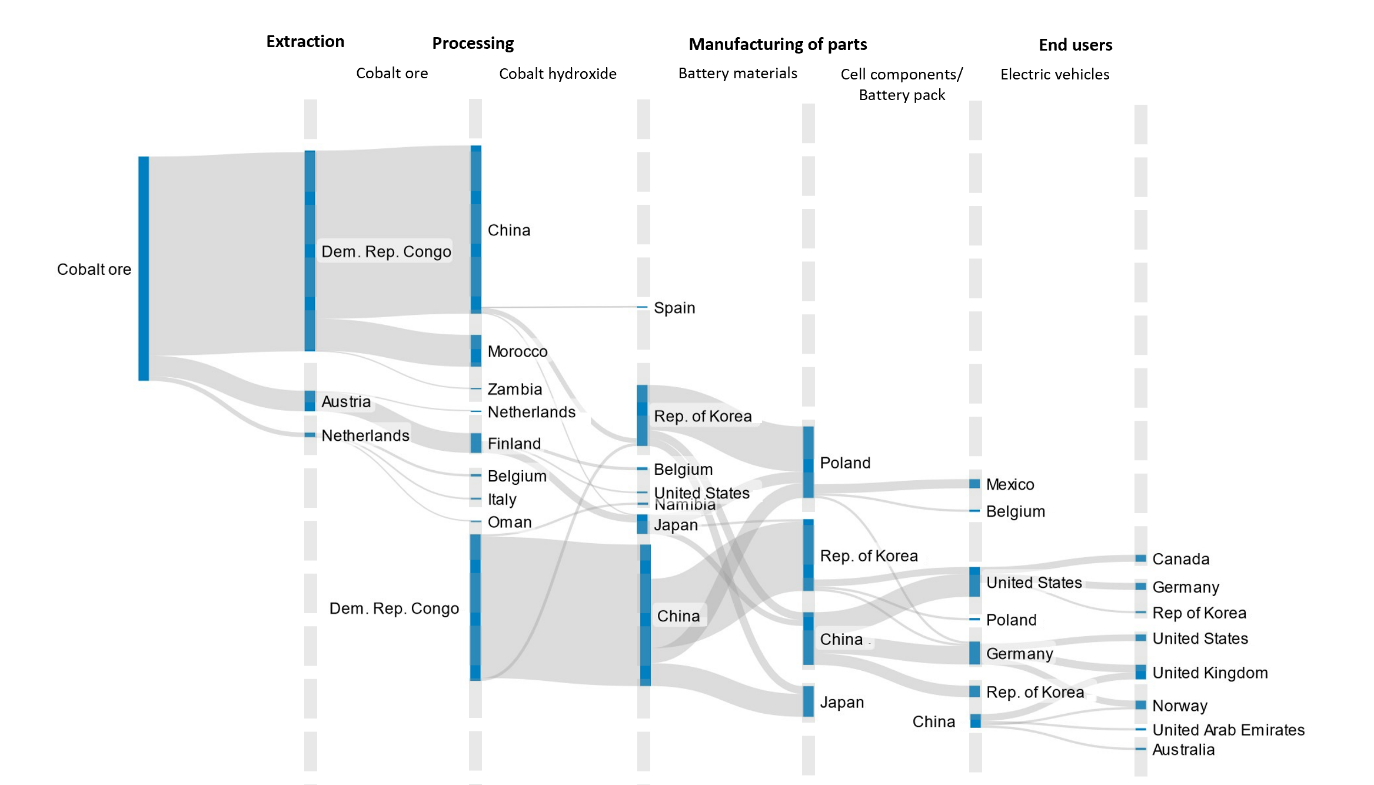 Extraction
Processing
Manufacturing of parts
End users
Cobalt ore
Cobalt hydroxide
Battery materials
Cell components/
Battery pack
Electric vehicles
Cobalt ore
Dem. Rep. Congo
Austria
Netherlands
China
Morocco
Zambia
Netherlands
Finland
Belgium
Italy
Oman
Dem. Rep. Congo
Spain
Rep. of Korea
Belgium
United States
Namibia
Japan
China
Poland
Rep. of Korea
China
Japan
Mexico
Belgium
United States
Poland
Germany
Rep. of Korea
China
Canada
Germany
Rep of Korea
United States
United Kingdom
Norway
United Arab Emirates
Australia